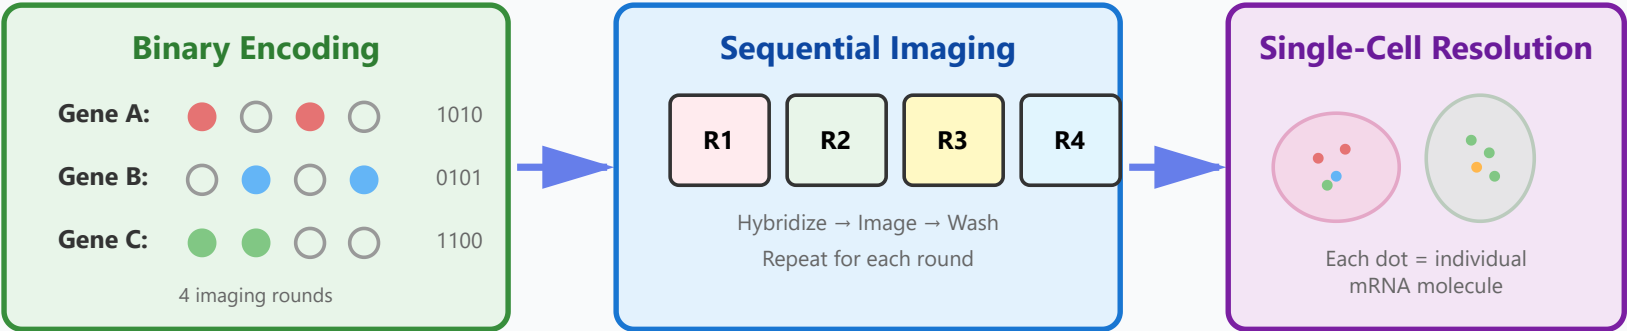 Binary Encoding
Gene A: 1010
Gene B: 0101
Gene C: 1100
4 imaging rounds
Sequential Imaging
R1 R2 R3 R4
Hybridize → Image → Wash
Repeat for each round
Single-Cell Resolution
Each dot = individual
mRNA molecule